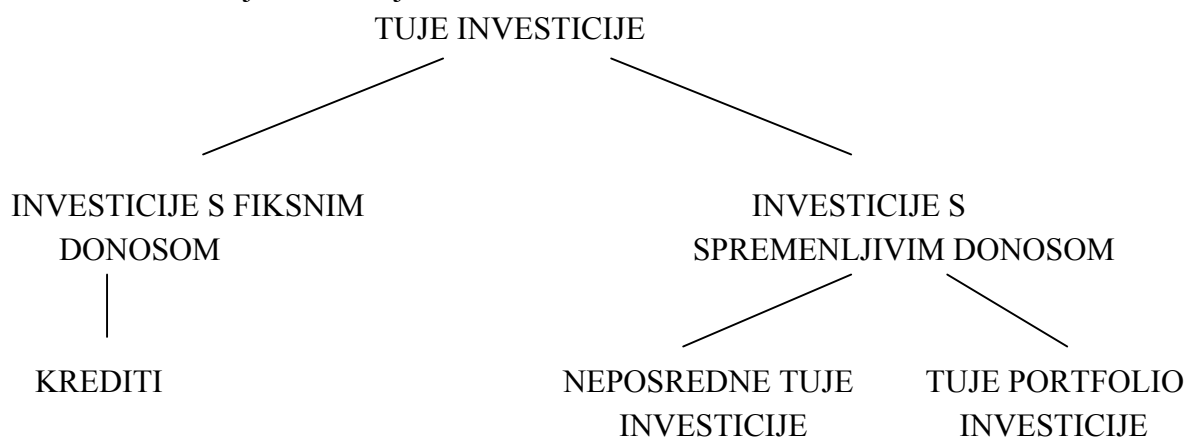 TUJE INVESTICIJE
INVESTICIJE S FIKSNIM
DONOSOM
INVESTICIJE S
SPREMENLJIVIM DONOSOM
KREDITI
NEPOSREDNE TUJE
INVESTICIJE
TUJE PORTFOLIO
INVESTICIJE